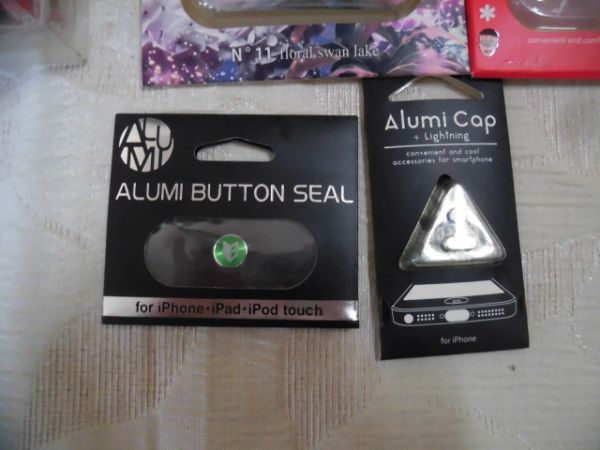 N°11 floral swan lake
convenient and
ALUMI
ALUMI BUTTON SEAL
for iPhone・iPad・iPod touch
Alumi Cap
+ Lightning
convenient and cool
accessories for smartphone
for iPhone